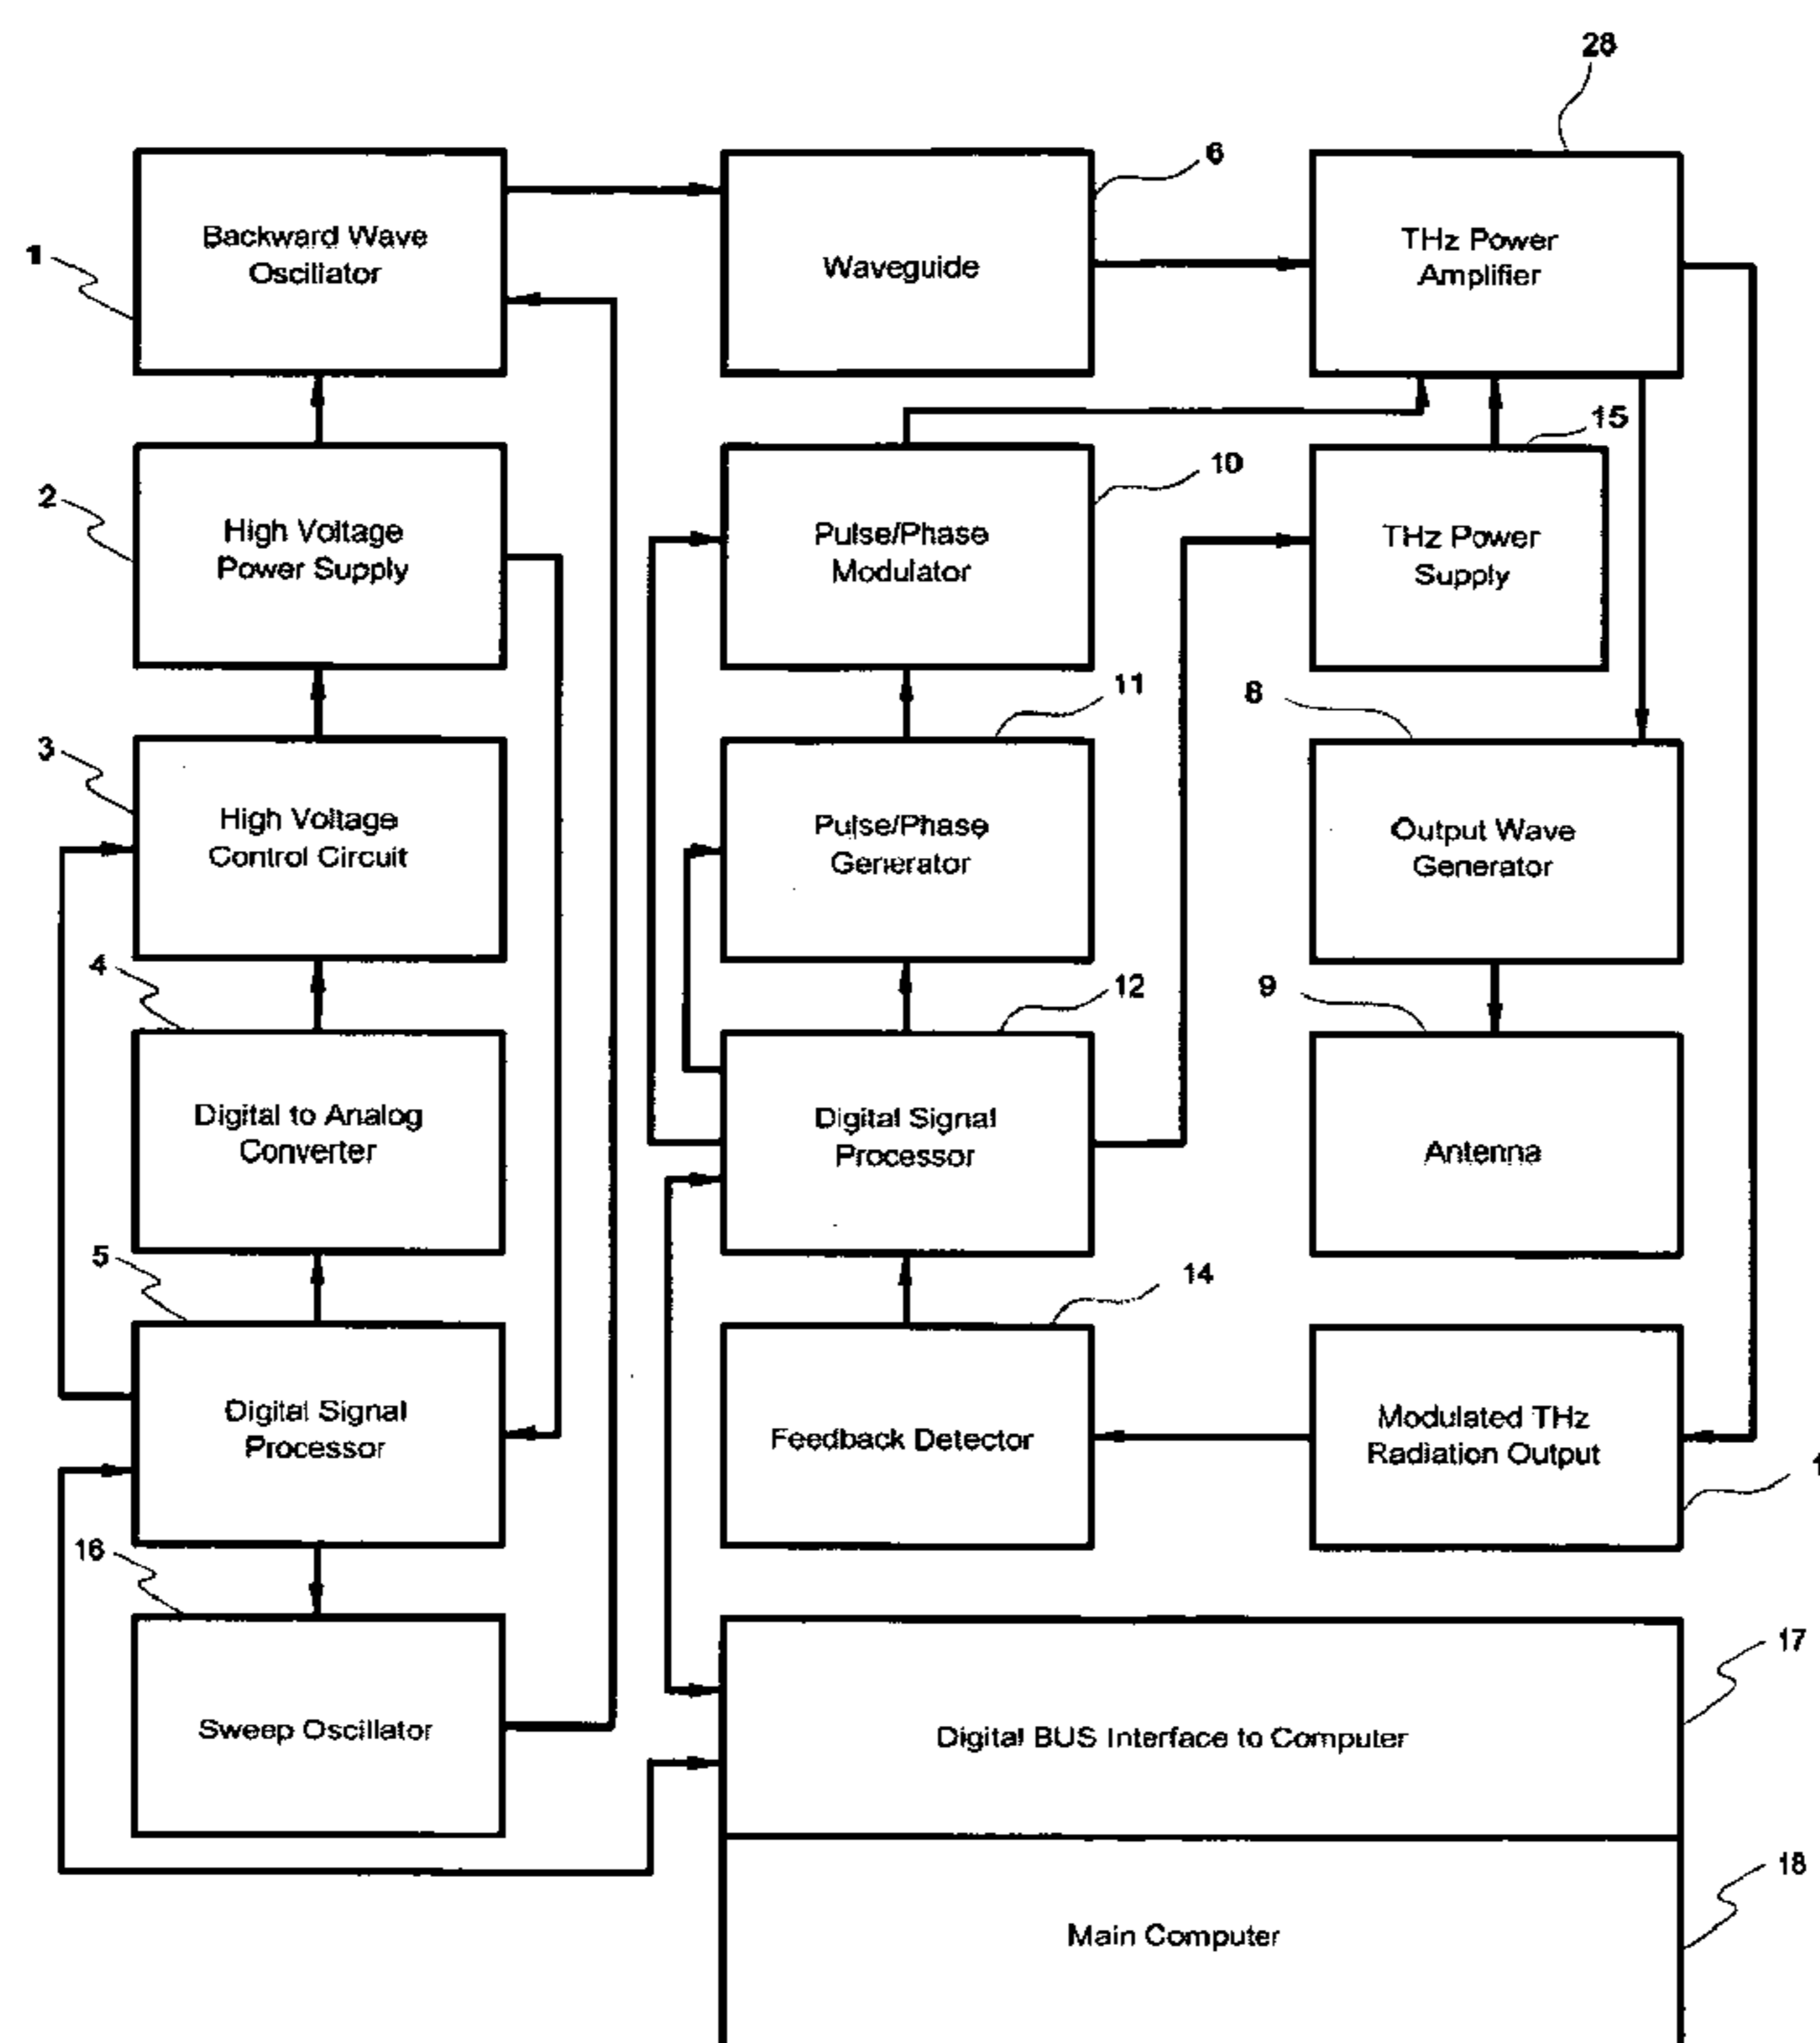 28
6
1
Backward Wave
Oscillator
Waveguide
THz Power
Amplifier
15
2
10
High Voltage
Power Supply
Pulse/Phase
Modulator
THz Power
Supply
11
8
3
High Voltage
Control Circuit
Pulse/Phase
Generator
Output Wave
Generator
4
12
9
Digital to Analog
Converter
Digital Signal
Processor
Antenna
5
14
Digital Signal
Processor
Feedback Detector
Modulated THz
Radiation Output
16
17
Sweep Oscillator
Digital BUS Interface to Computer
18
Main Computer